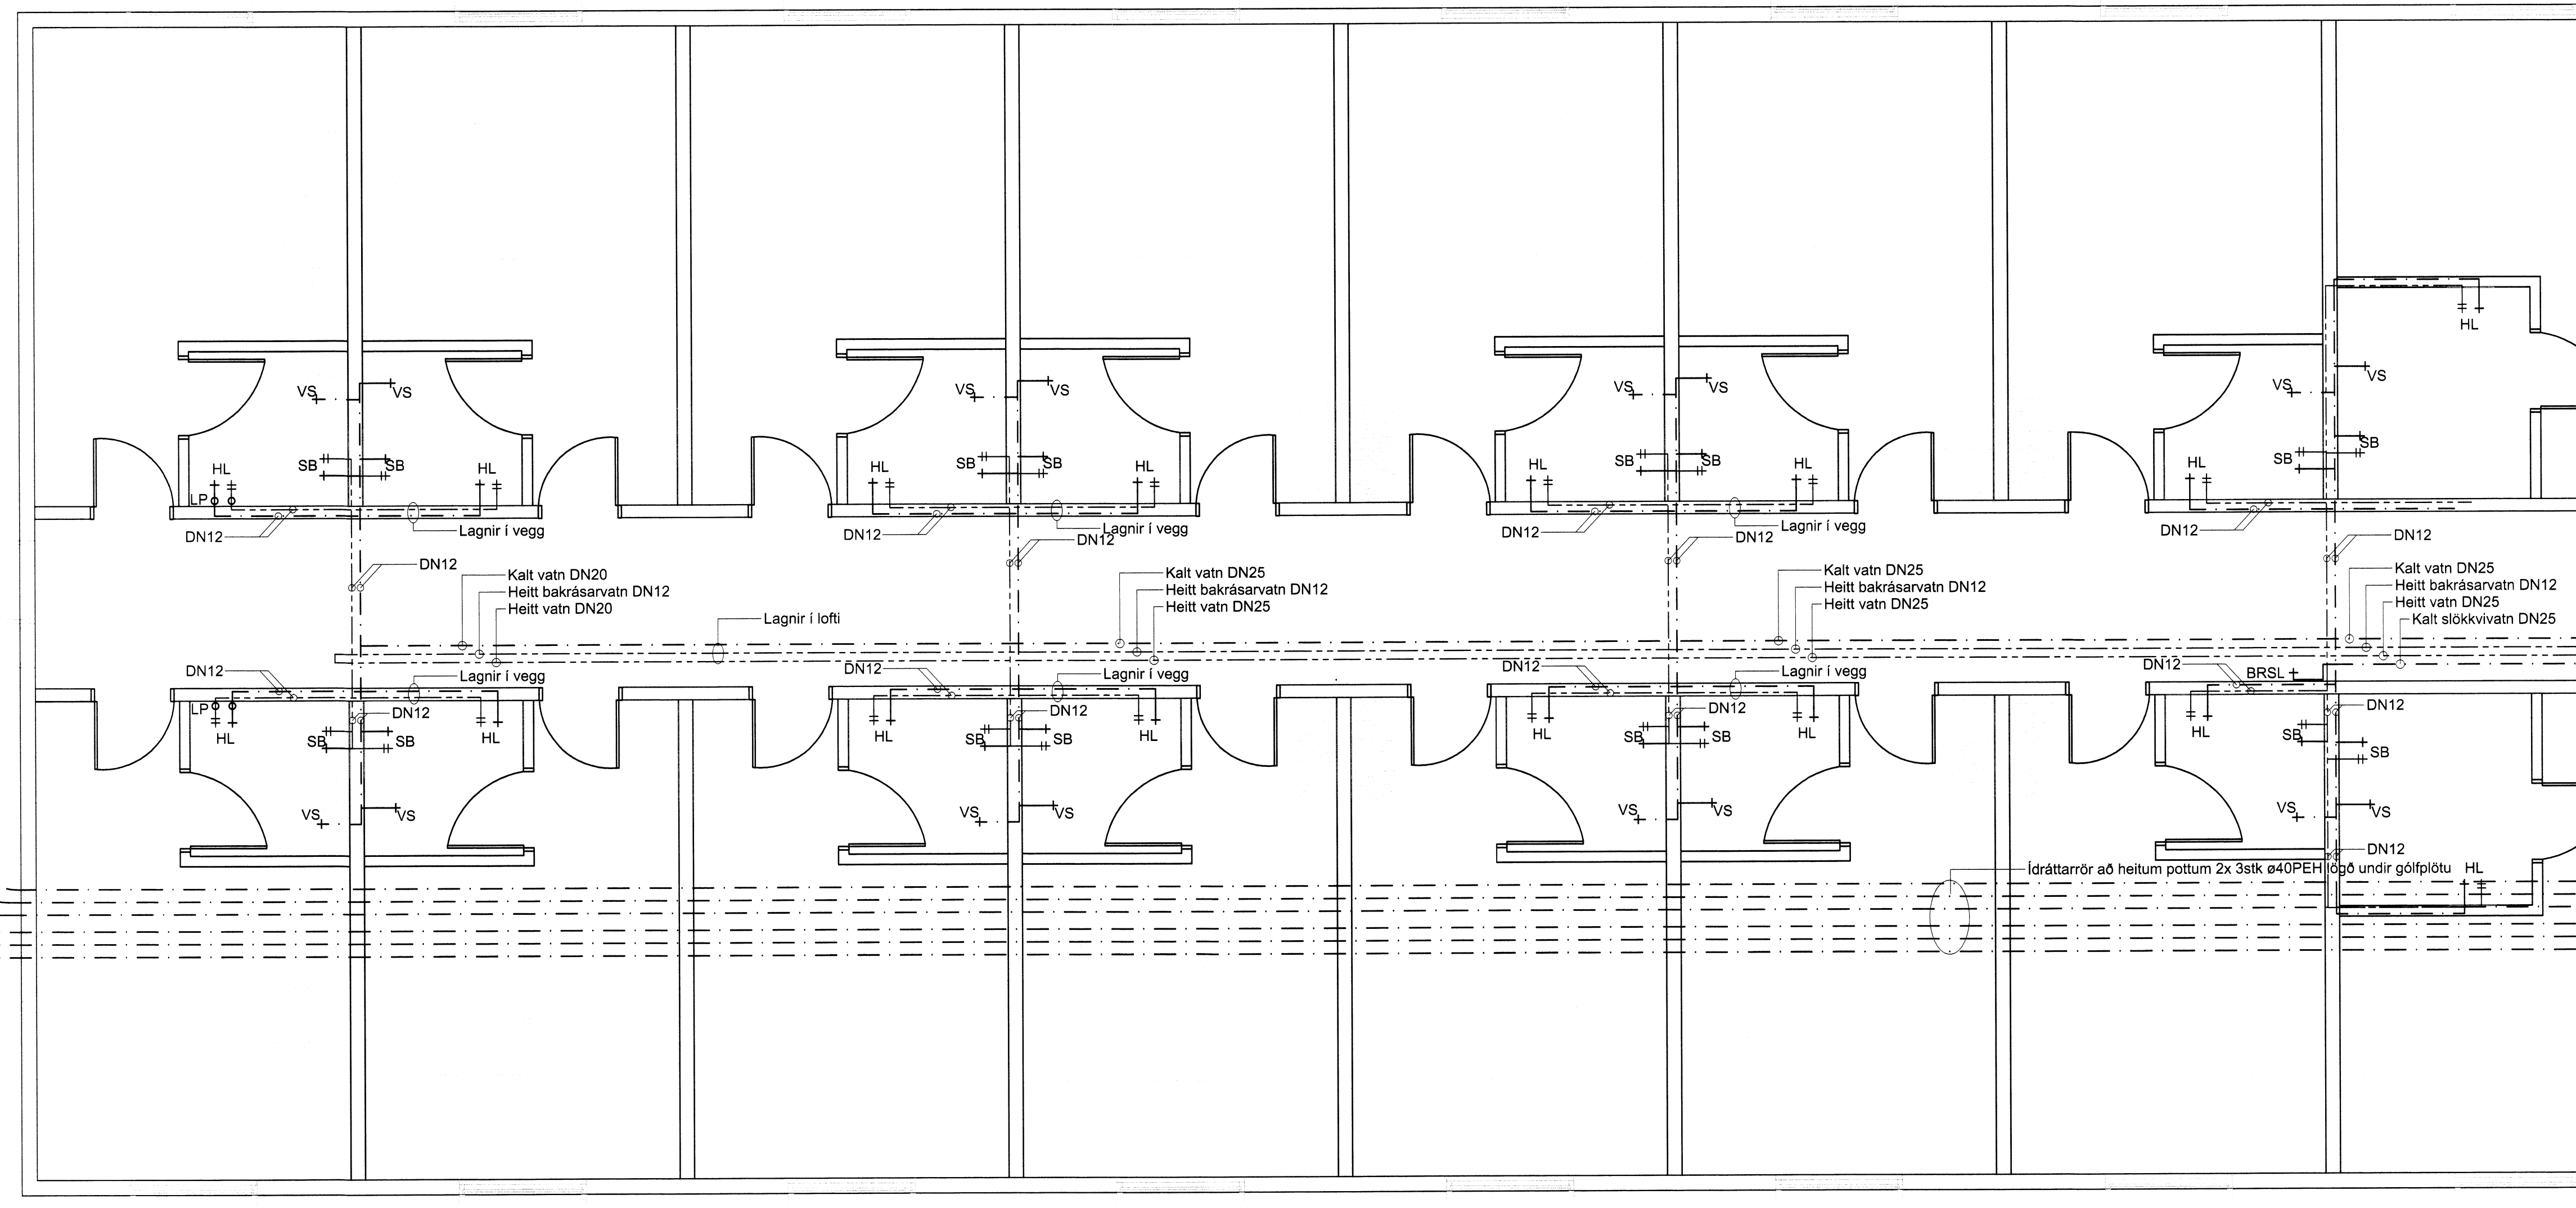 HL
VS
VS
VS
VS
VS
VS
VS
VS
SB
SB
SB
SB
SB
SB
SB
SB
HL
HL
HL
HL
HL
HL
HL
LP
DN12
Lagnir í vegg
DN12
Lagnir í vegg
DN12
Lagnir í vegg
DN12
DN12
DN12
DN12
DN12
Kalt vatn DN20
Heitt bakrásarvatn DN12
Heitt vatn DN20
Lagnir í lofti
Kalt vatn DN25
Heitt bakrásarvatn DN12
Heitt vatn DN25
Kalt vatn DN25
Heitt bakrásarvatn DN12
Heitt vatn DN25
Kalt vatn DN25
Heitt bakrásarvatn DN12
Heitt vatn DN25
Kalt slökkvivatn DN25
DN12
Lagnir í vegg
DN12
Lagnir í vegg
DN12
Lagnir í vegg
DN12
BRSL
LP
DN12
DN12
DN12
DN12
HL
HL
HL
HL
HL
HL
HL
SB
SB
SB
SB
SB
SB
SB
SB
VS
VS
VS
VS
VS
VS
VS
VS
DN12
Ídráttarrör að heitum pottum 2x 3stk ø40PEH lögð undir gólfplötu
HL